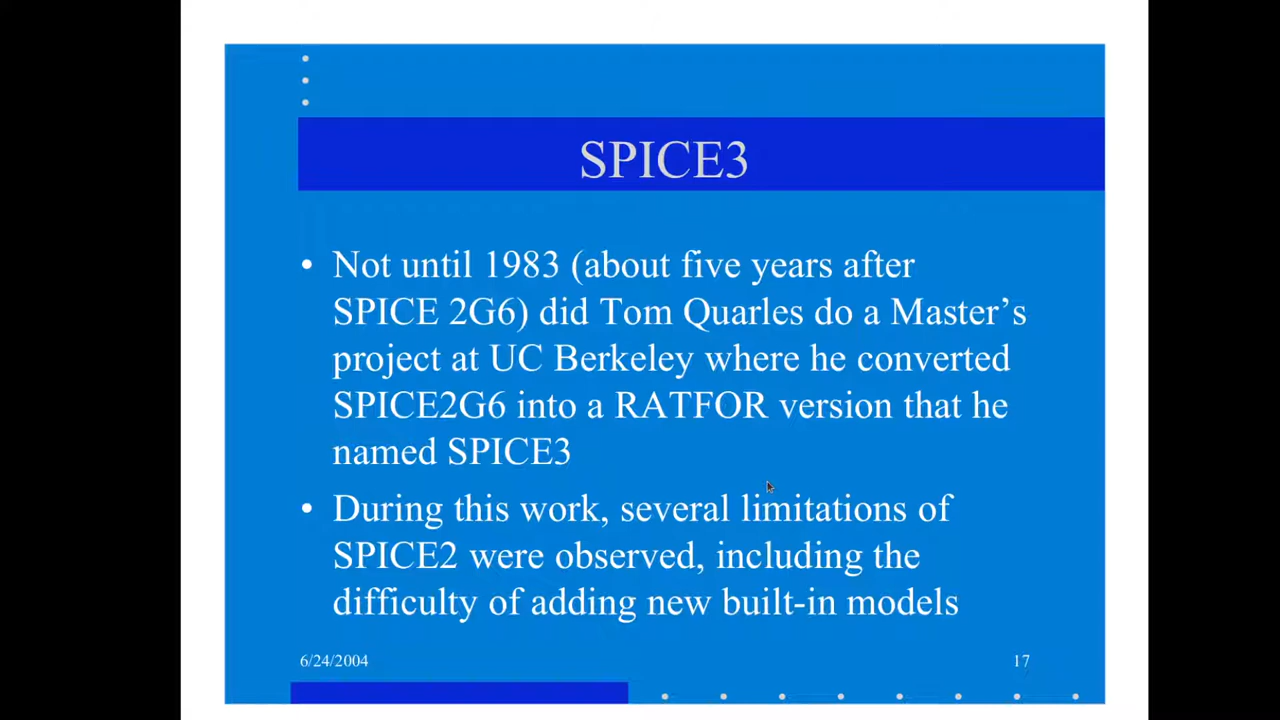 SPICE3
• Not until 1983 (about five years after
SPICE 2G6) did Tom Quarles do a Master's
project at UC Berkeley where he converted
SPICE2G6 into a RATFOR version that he
named SPICE3
• During this work, several limitations of
SPICE2 were observed, including the
difficulty of adding new built-in models
6/24/2004
17